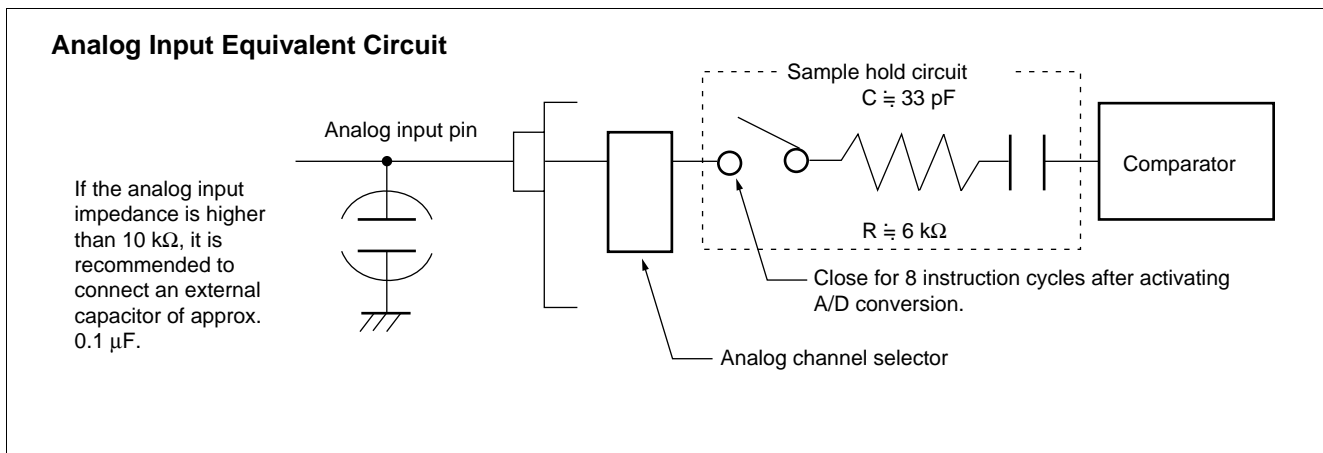 Analog Input Equivalent Circuit
Sample hold circuit
C ≒ 33 pF
Analog input pin
Comparator
If the analog input
impedance is higher
than 10 kΩ, it is
recommended to
connect an external
capacitor of approx.
0.1 μF.
R ≒ 6 kΩ
Close for 8 instruction cycles after activating
A/D conversion.
Analog channel selector